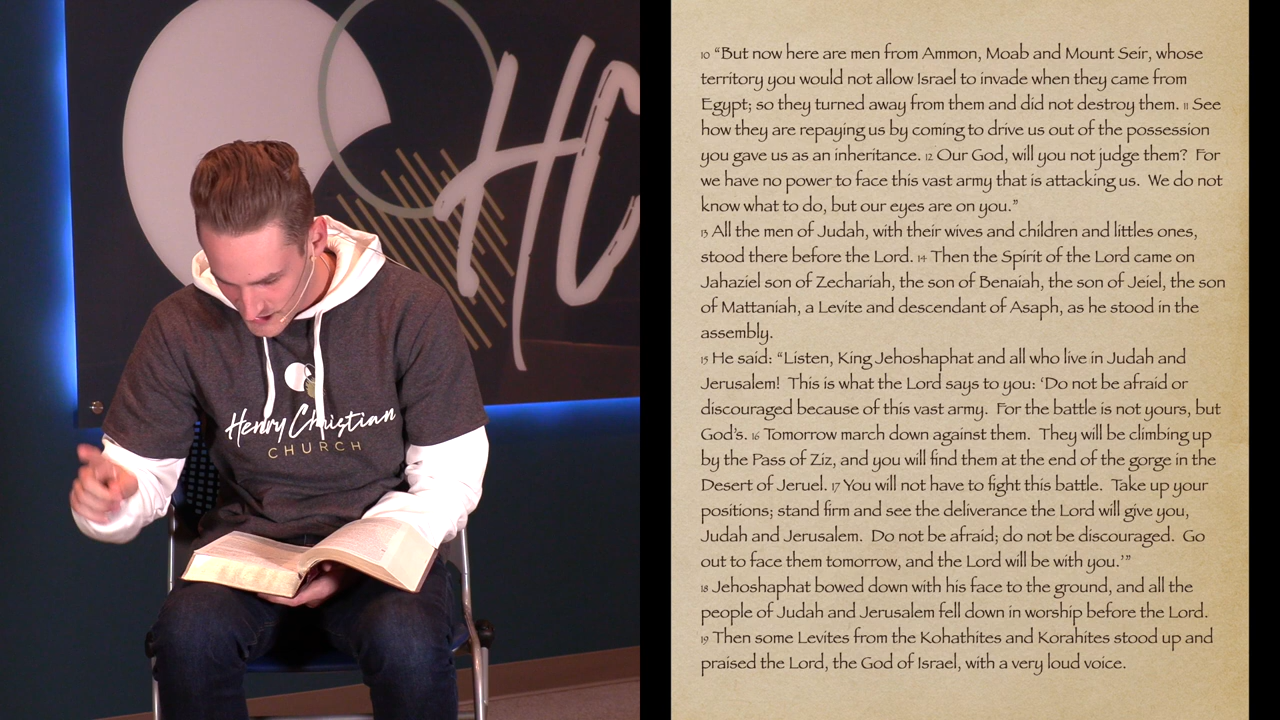 HC
Henry Christian
CHURCH
10 “But now here are men from Ammon, Moab and Mount Seir, whose
territory you would not allow Israel to invade when they came from
Egypt; so they turned away from them and did not destroy them. 11 See
how they are repaying us by coming to drive us out of the possession
you gave us as an inheritance. 12 Our God, will you not judge them?  For
we have no power to face this vast army that is attacking us.  We do not
know what to do, but our eyes are on you.”
13 All the men of Judah, with their wives and children and littles ones,
stood there before the Lord. 14 Then the Spirit of the Lord came on
Jahaziel son of Zechariah, the son of Benaiah, the son of Jeiel, the son
of Mattaniah, a Levite and descendant of Asaph, as he stood in the
assembly.
15 He said: “Listen, King Jehoshaphat and all who live in Judah and
Jerusalem!  This is what the Lord says to you: ‘Do not be afraid or
discouraged because of this vast army.  For the battle is not yours, but
God’s. 16 Tomorrow march down against them.  They will be climbing up
by the Pass of Ziz, and you will find them at the end of the gorge in the
Desert of Jeruel. 17 You will not have to fight this battle.  Take up your
positions; stand firm and see the deliverance the Lord will give you,
Judah and Jerusalem.  Do not be afraid; do not be discouraged.  Go
out to face them tomorrow, and the Lord will be with you.’”
18 Jehoshaphat bowed down with his face to the ground, and all the
people of Judah and Jerusalem fell down in worship before the Lord.
19 Then some Levites from the Kohathites and Korahites stood up and
praised the Lord, the God of Israel, with a very loud voice.